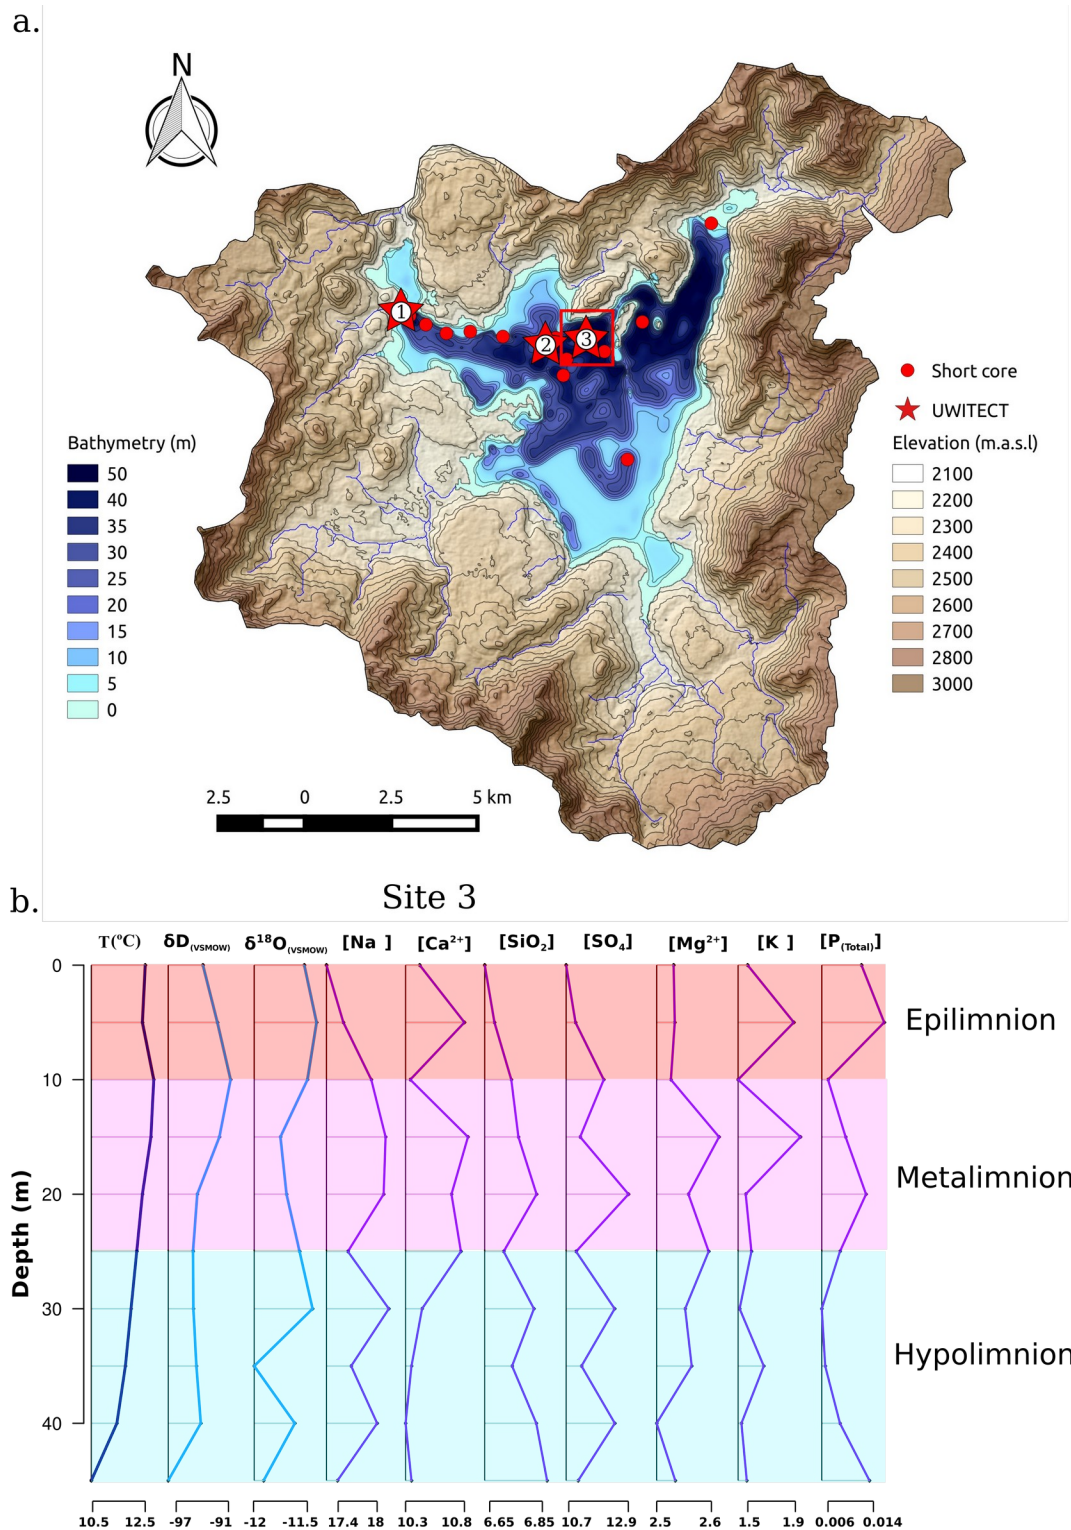 a.
N
1
2
3
Short core
UWITECT
Bathymetry (m)
50
40
35
30
25
20
15
10
5
0
Elevation (m.a.s.l)
2100
2200
2300
2400
2500
2600
2700
2800
3000
2.5 0 2.5 5 km
b.
Site 3
T(°C) δD(VSMOW) δ¹⁸O(VSMOW) [Na ] [Ca²⁺] [SiO₂] [SO₄] [Mg²⁺] [K ] [P(Total)]
Depth (m)
0
10
20
30
40
Epilimnion
Metalimnion
Hypolimnion
10.5 12.5 -97 -91 -12 -11.5 17.4 18 10.3 10.8 6.65 6.85 10.7 12.9 2.5 2.6 1.5 1.9 0.006 0.014